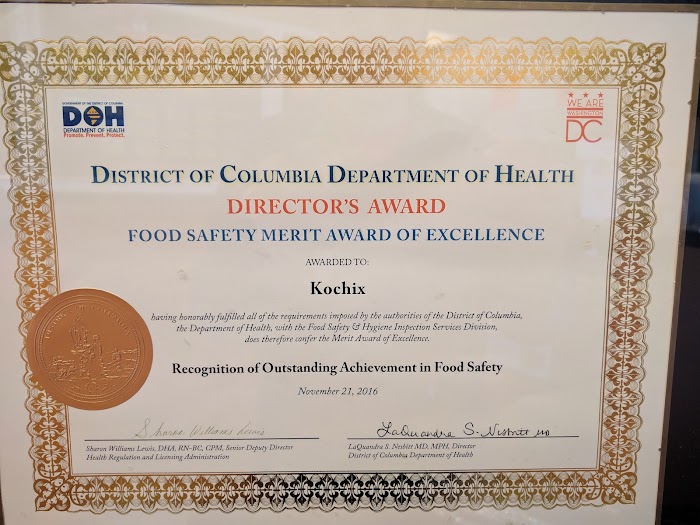 GOVERNMENT OF THE DISTRICT OF COLUMBIA
DOH
DEPARTMENT OF HEALTH
Promote. Prevent. Protect.
WE ARE
WASHINGTON
DC
DISTRICT OF COLUMBIA DEPARTMENT OF HEALTH
DIRECTOR'S AWARD
FOOD SAFETY MERIT AWARD OF EXCELLENCE
AWARDED TO:
Kochix
having honorably fulfilled all of the requirements imposed by the authorities of the District of Columbia,
the Department of Health, with the Food Safety & Hygiene Inspection Services Division,
does therefore confer the Merit Award of Excellence.
Recognition of Outstanding Achievement in Food Safety
November 21, 2016
Sharon Williams Lewis
LaQuandra S. Nesbitt MD
Sharon Williams Lewis, DHA, RN-BC, CPM, Senior Deputy Director
Health Regulation and Licensing Administration
LaQuandra S. Nesbitt MD, MPH, Director
District of Columbia Department of Health